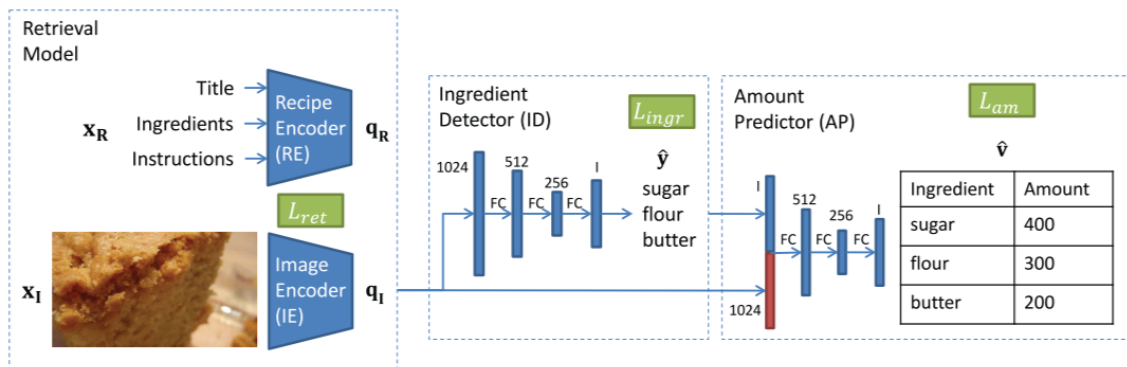 Retrieval
Model
Title
Ingredients
Instructions
x_R
Recipe
Encoder
(RE)
q_R
L_ret
x_I
Image
Encoder
(IE)
q_I
Ingredient
Detector (ID)
L_ingr
1024
512
256
I
FC
FC
FC
ŷ
sugar
flour
butter
Amount
Predictor (AP)
L_am
I
1024
512
256
I
FC
FC
FC
v̂
Ingredient Amount
sugar 400
flour 300
butter 200